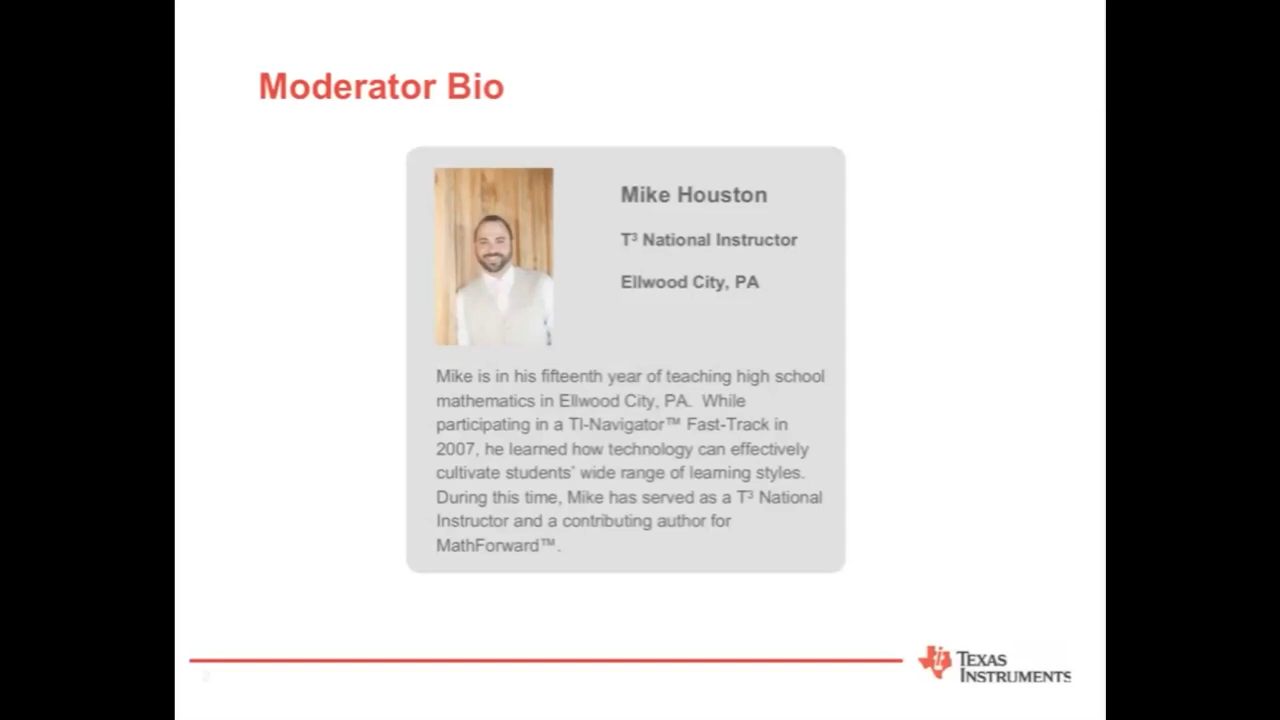 Moderator Bio
Mike Houston
T³ National Instructor
Ellwood City, PA
Mike is in his fifteenth year of teaching high school
mathematics in Ellwood City, PA. While
participating in a TI-Navigator™ Fast-Track in
2007, he learned how technology can effectively
cultivate students' wide range of learning styles.
During this time, Mike has served as a T³ National
Instructor and a contributing author for
MathForward™.
2
TEXAS
INSTRUMENTS